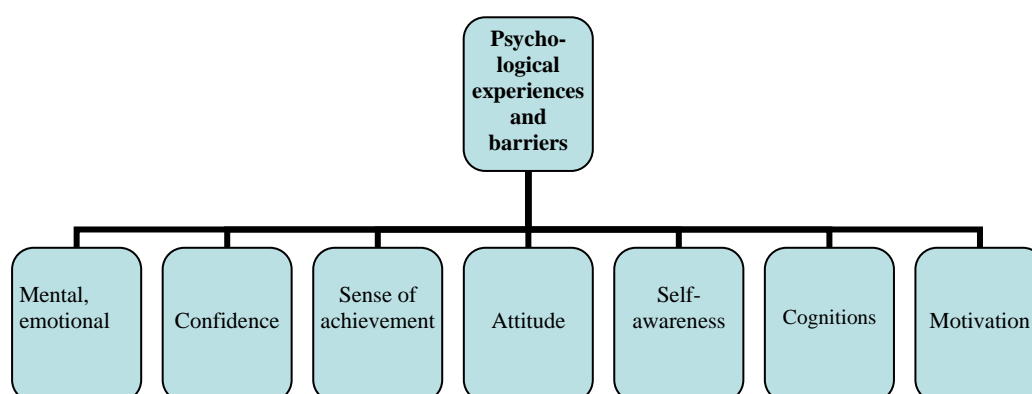 Psycho-
logical
experiences
and
barriers
Mental,
emotional
Confidence
Sense of
achievement
Attitude
Self-
awareness
Cognitions
Motivation